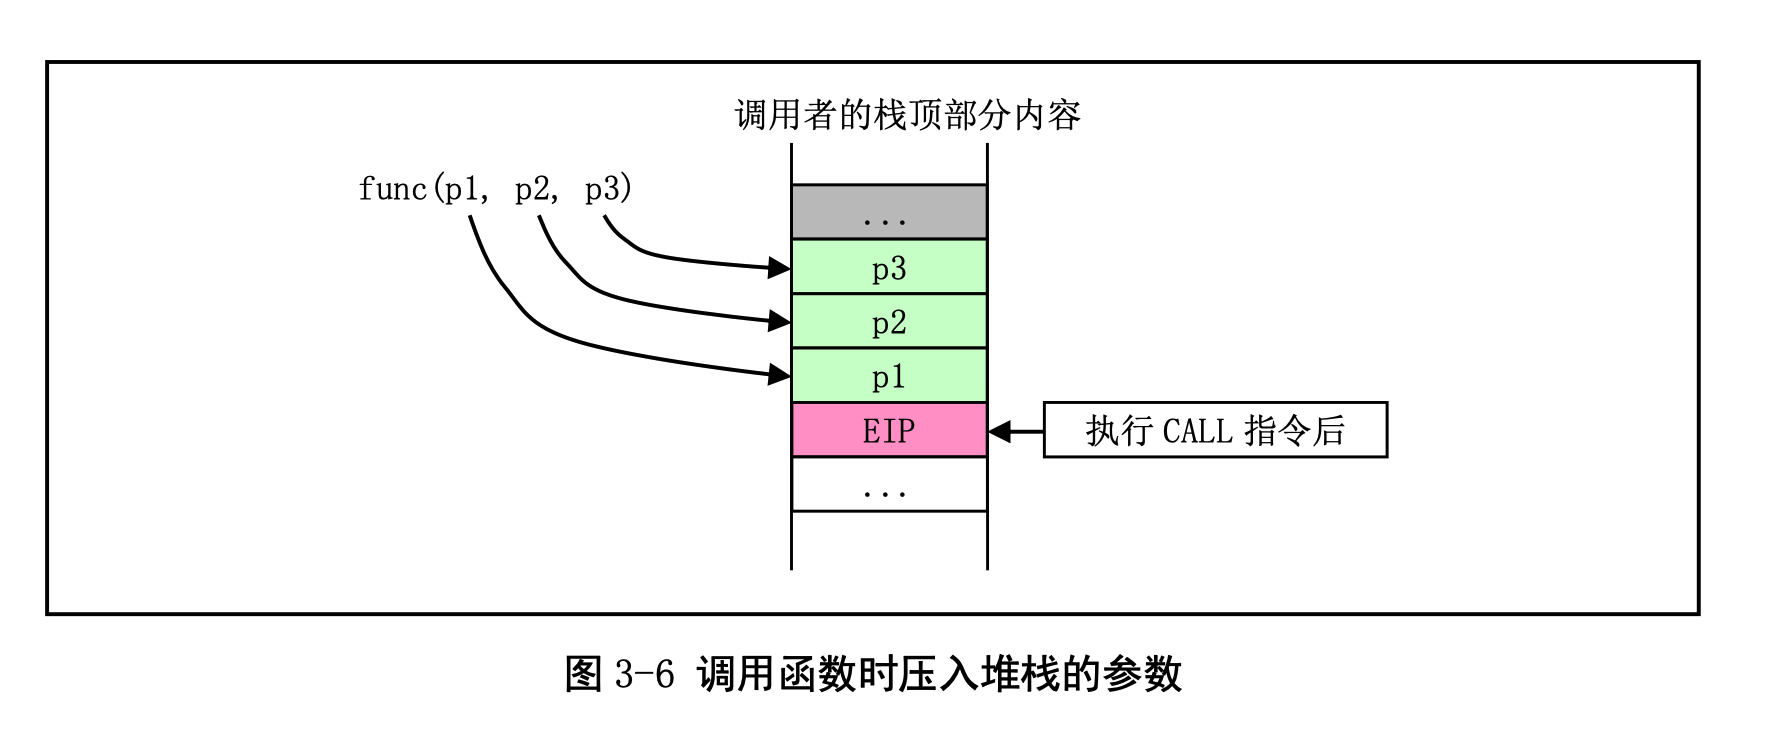 调用者的栈顶部分内容
func(p1, p2, p3)
...
p3
p2
p1
EIP
执行 CALL 指令后
...
图 3-6 调用函数时压入堆栈的参数